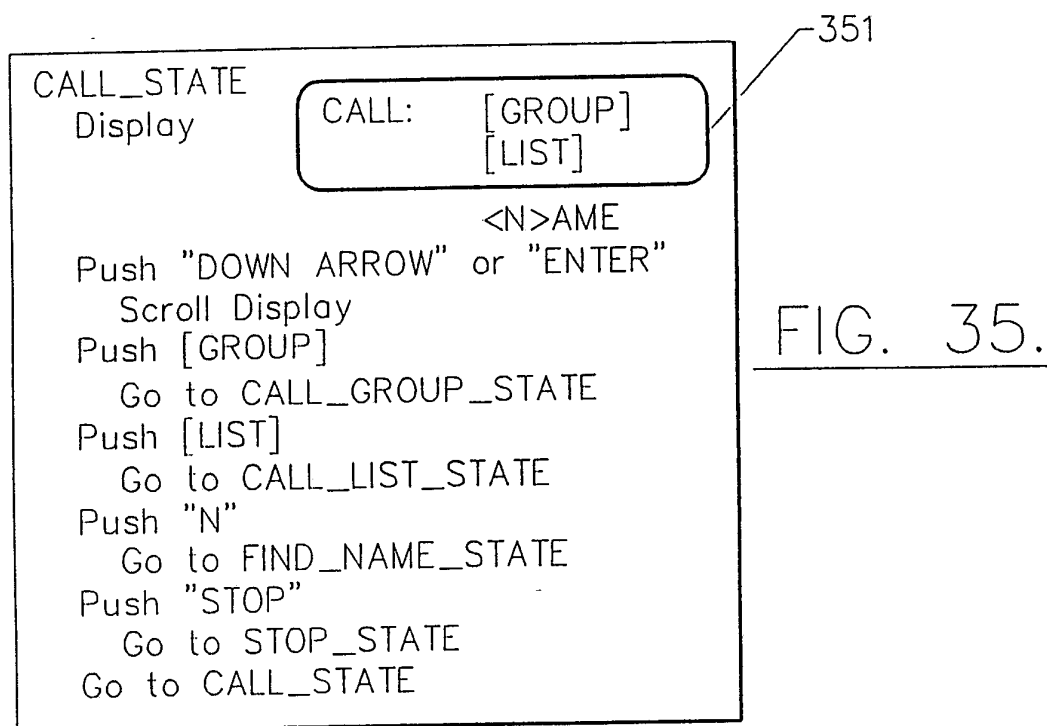 351
CALL_STATE
Display
CALL: [GROUP]
[LIST]
<N>AME
Push "DOWN ARROW" or "ENTER"
Scroll Display
Push [GROUP]
Go to CALL_GROUP_STATE
Push [LIST]
Go to CALL_LIST_STATE
Push "N"
Go to FIND_NAME_STATE
Push "STOP"
Go to STOP_STATE
Go to CALL_STATE
FIG. 35.